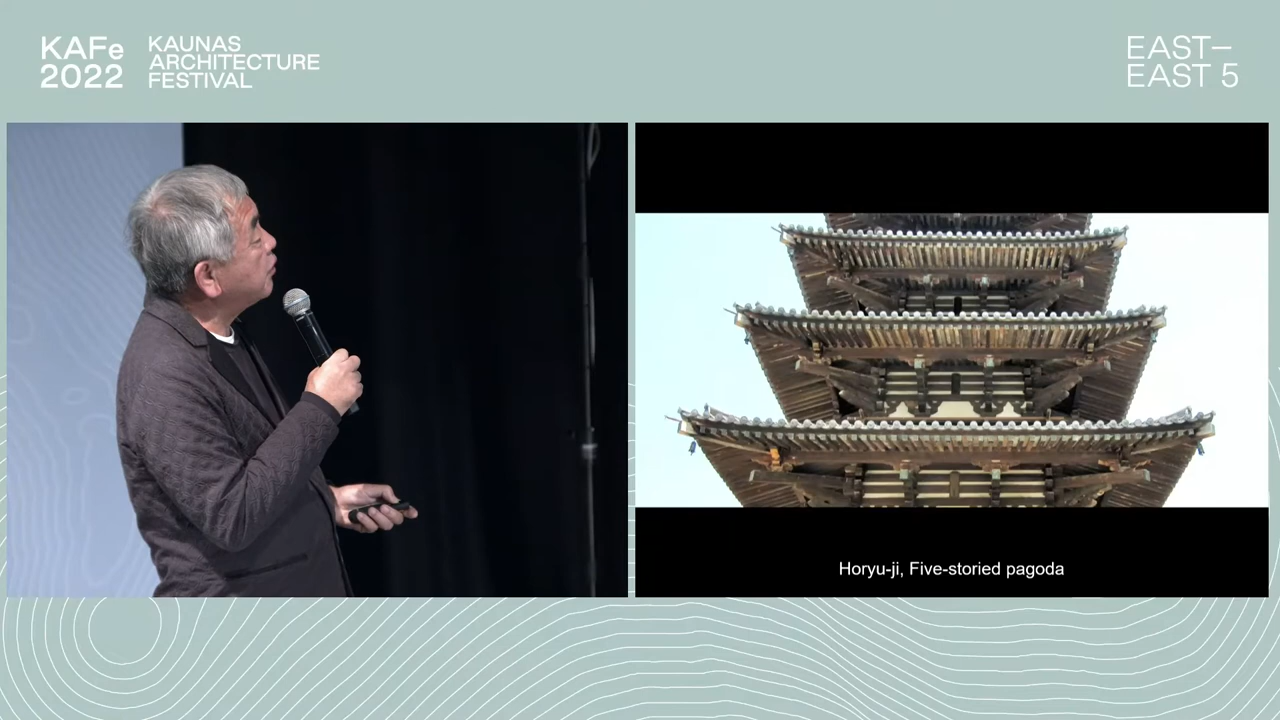 KAFe
2022
KAUNAS
ARCHITECTURE
FESTIVAL
EAST–
EAST 5
Horyu-ji, Five-storied pagoda